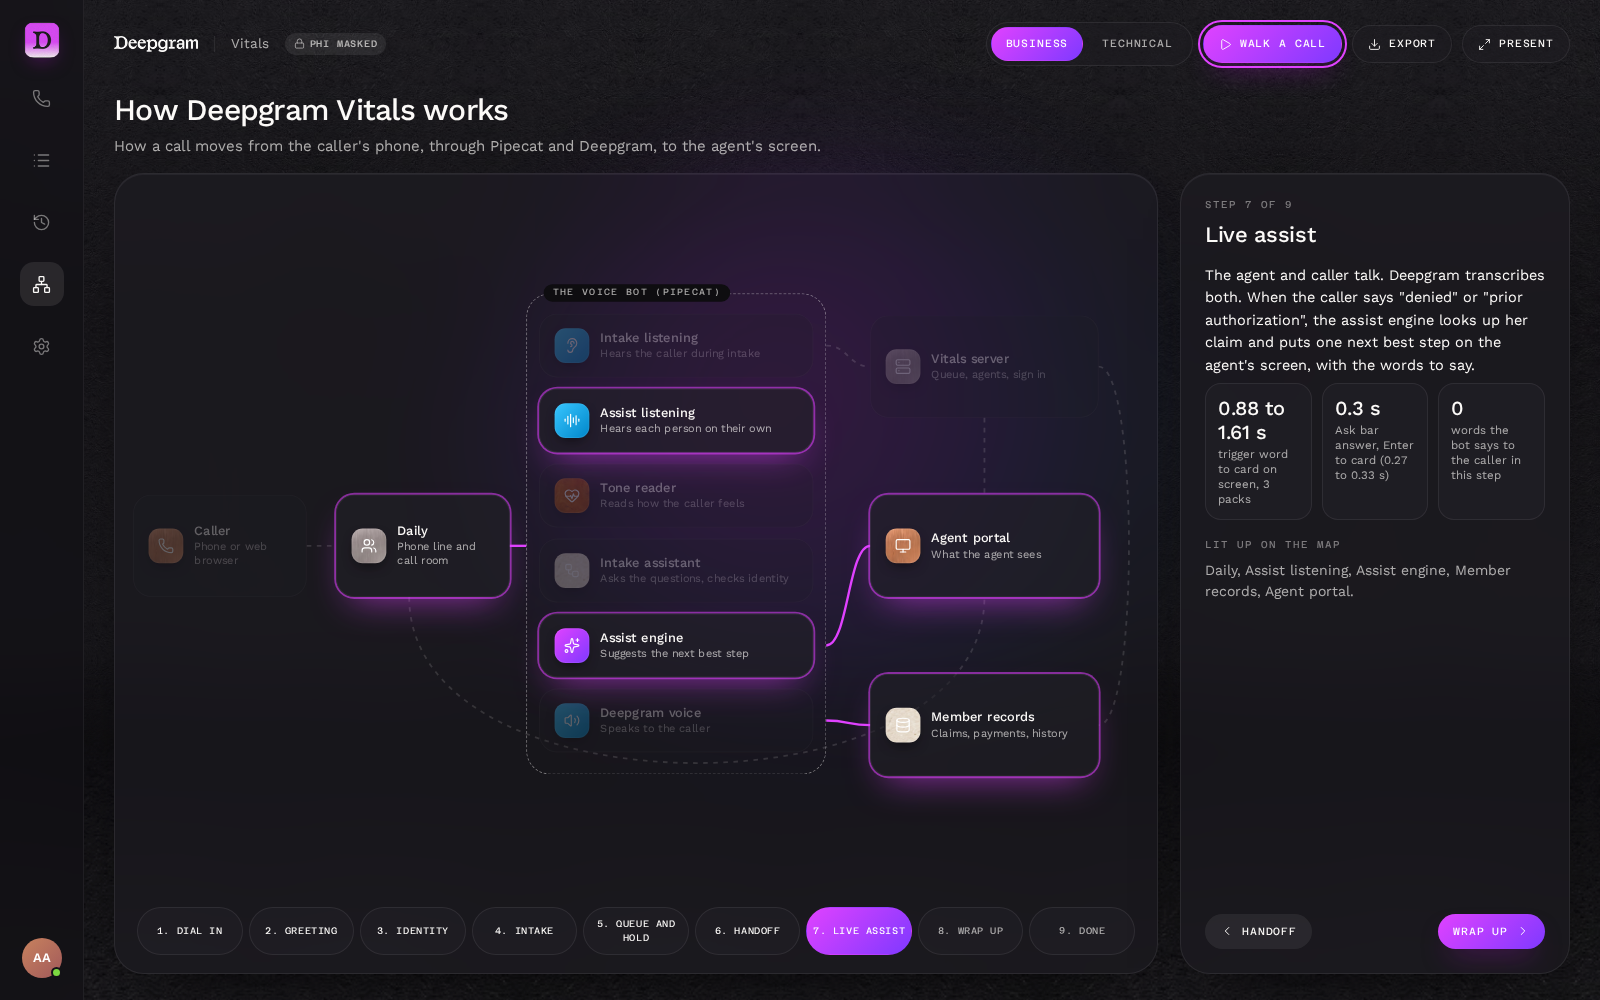 D
Deepgram
Vitals
PHI MASKED
BUSINESS
TECHNICAL
WALK A CALL
EXPORT
PRESENT
How Deepgram Vitals works
How a call moves from the caller's phone, through Pipecat and Deepgram, to the agent's screen.
THE VOICE BOT (PIPECAT)
Intake listening
Hears the caller during intake
Assist listening
Hears each person on their own
Tone reader
Reads how the caller feels
Intake assistant
Asks the questions, checks identity
Assist engine
Suggests the next best step
Deepgram voice
Speaks to the caller
Caller
Phone or web
browser
Daily
Phone line and
call room
Vitals server
Queue, agents, sign in
Agent portal
What the agent sees
Member records
Claims, payments, history
1. DIAL IN
2. GREETING
3. IDENTITY
4. INTAKE
5. QUEUE AND
HOLD
6. HANDOFF
7. LIVE ASSIST
8. WRAP UP
9. DONE
STEP 7 OF 9
Live assist
The agent and caller talk. Deepgram transcribes
both. When the caller says "denied" or "prior
authorization", the assist engine looks up her
claim and puts one next best step on the
agent's screen, with the words to say.
0.88 to
1.61 s
trigger word
to card on
screen, 3
packs
0.3 s
Ask bar
answer, Enter
to card (0.27
to 0.33 s)
0
words the
bot says to
the caller in
this step
LIT UP ON THE MAP
Daily, Assist listening, Assist engine, Member
records, Agent portal.
HANDOFF
WRAP UP
AA